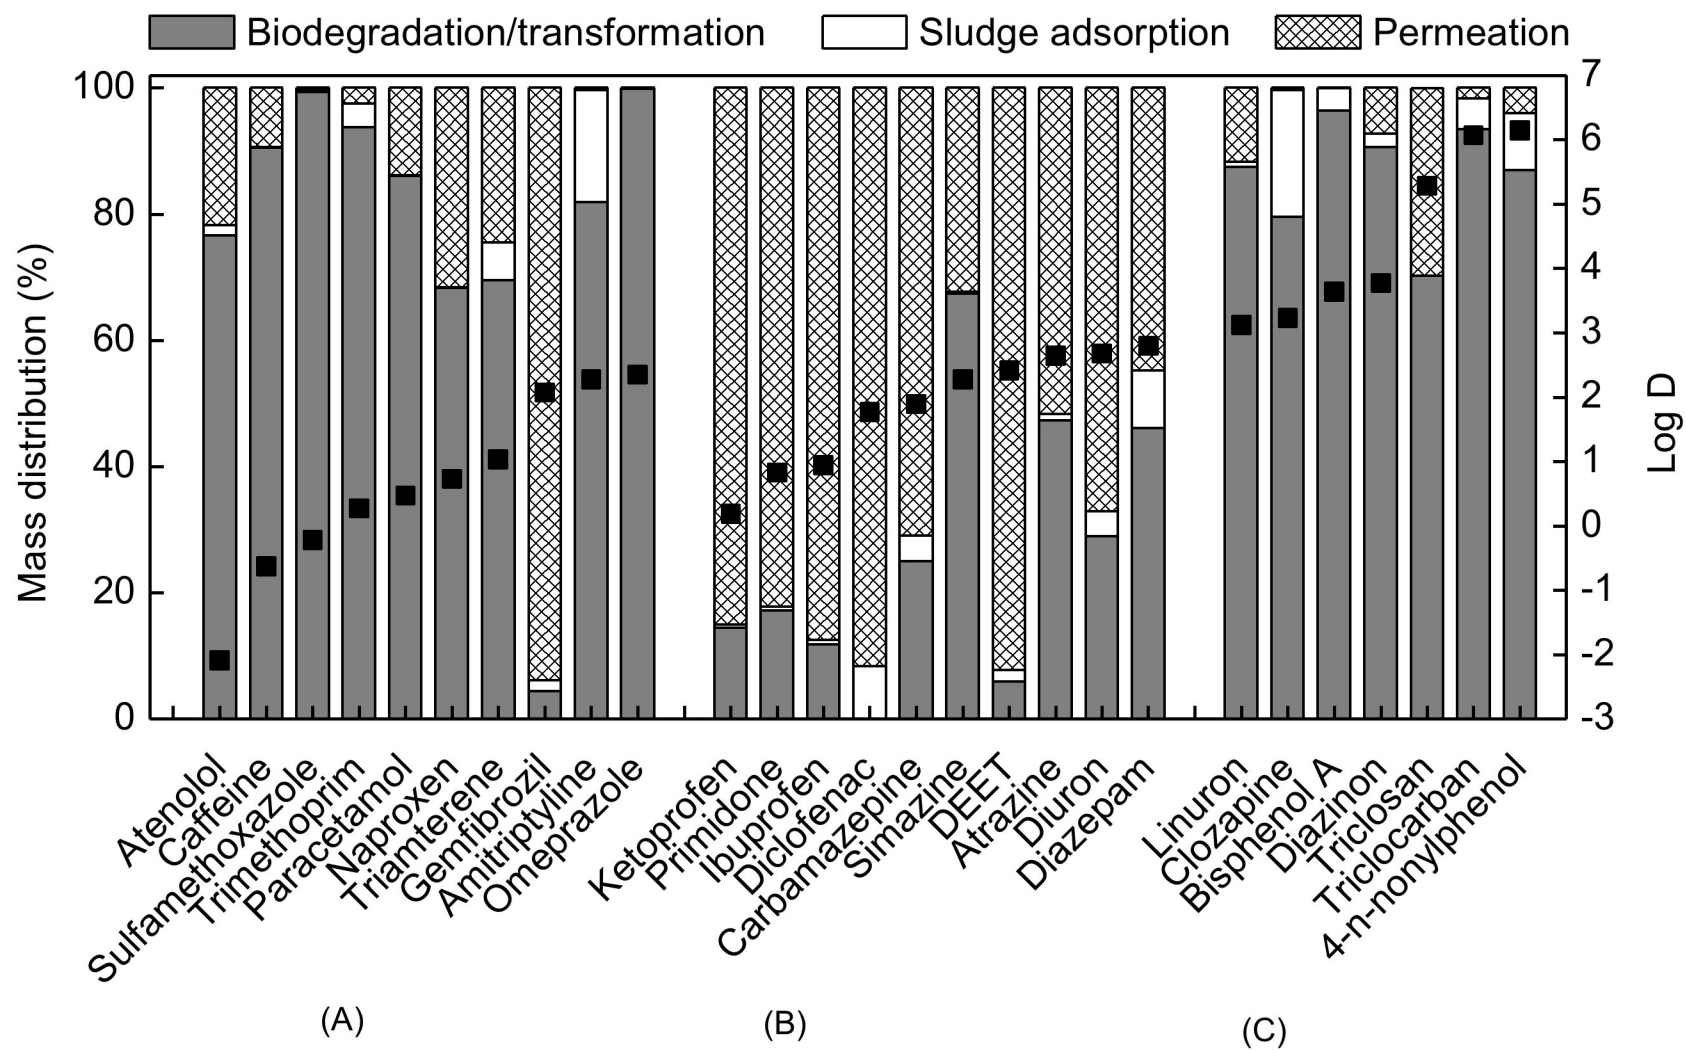 Biodegradation/transformation Sludge adsorption Permeation
Mass distribution (%)
100
80
60
40
20
0
7
6
5
4
3
2
1
0
-1
-2
-3
Log D
Atenolol
Caffeine
Sulfamethoxazole
Trimethoprim
Paracetamol
Naproxen
Triamterene
Gemfibrozil
Amitriptyline
Omeprazole
Ketoprofen
Primidone
Ibuprofen
Diclofenac
Carbamazepine
Simazine
DEET
Atrazine
Diuron
Diazepam
Linuron
Clozapine
Bisphenol A
Diazinon
Triclosan
Triclocarban
4-n-nonylphenol
(A) (B) (C)